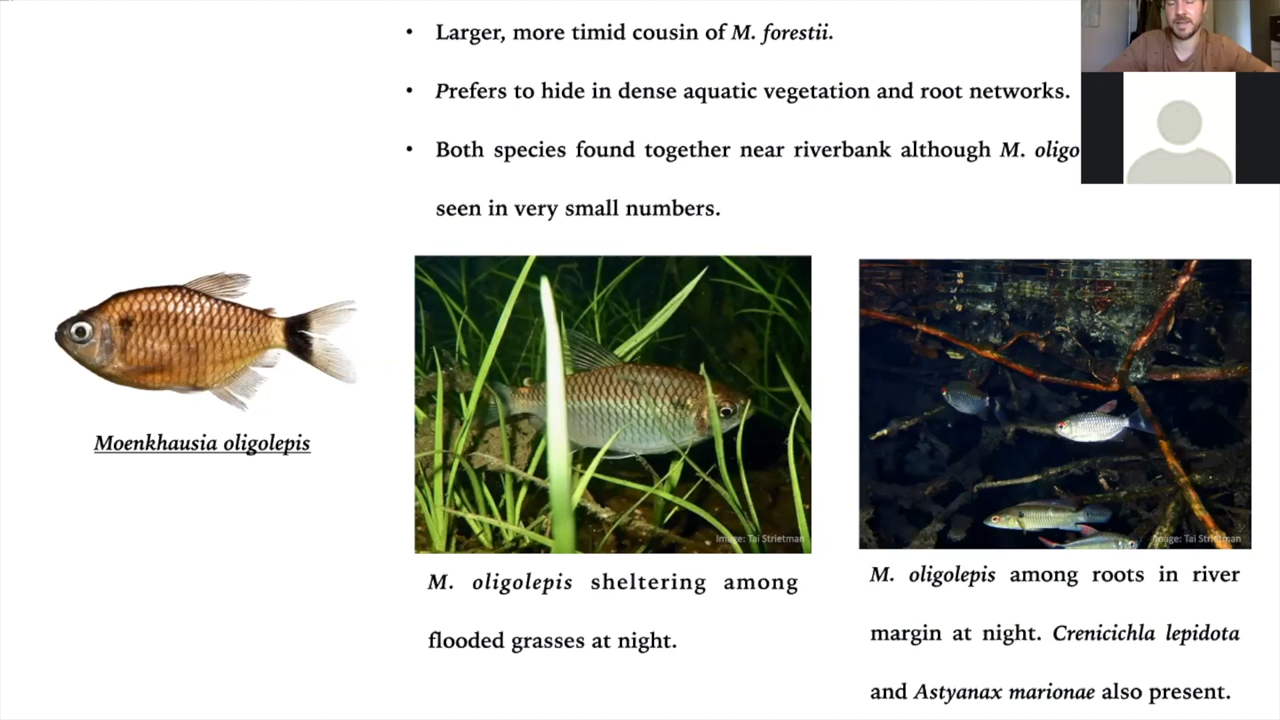 • Larger, more timid cousin of M. forestii.
• Prefers to hide in dense aquatic vegetation and root networks.
• Both species found together near riverbank although M. oligo
seen in very small numbers.
Moenkhausia oligolepis
Image: Tai Strietman
Image: Tai Strietman
M. oligolepis sheltering among
flooded grasses at night.
M. oligolepis among roots in river
margin at night. Crenicichla lepidota
and Astyanax marionae also present.